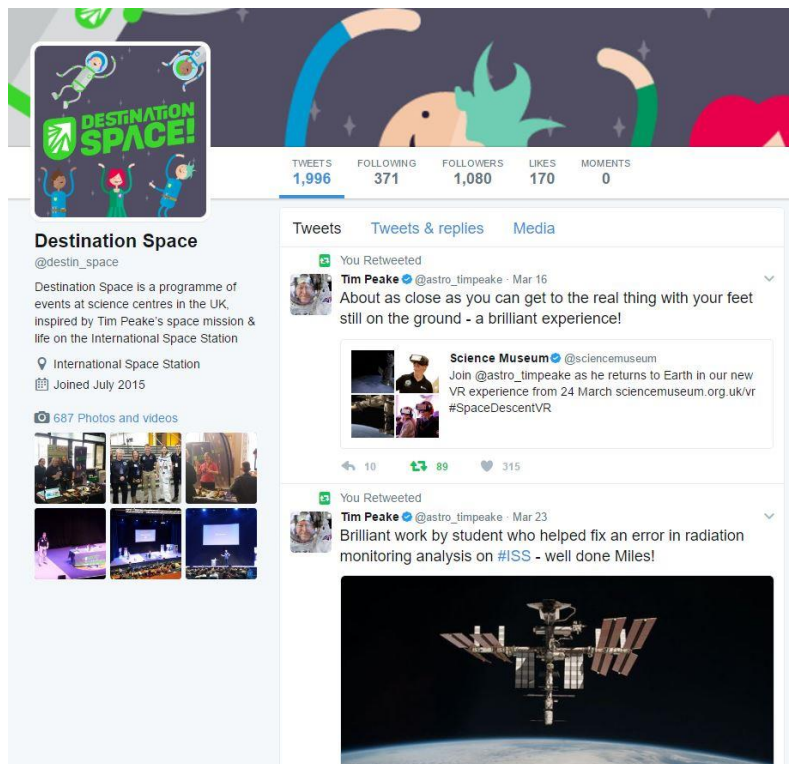 DESTINATION
SPACE!
TWEETS
1,996
FOLLOWING
371
FOLLOWERS
1,080
LIKES
170
MOMENTS
0
Destination Space
@destin_space
Destination Space is a programme of
events at science centres in the UK,
inspired by Tim Peake's space mission &
life on the International Space Station
International Space Station
Joined July 2015
687 Photos and videos
Tweets Tweets & replies Media
You Retweeted
Tim Peake @astro_timpeake · Mar 16
About as close as you can get to the real thing with your feet
still on the ground - a brilliant experience!
Science Museum @sciencemuseum
Join @astro_timpeake as he returns to Earth in our new
VR experience from 24 March sciencemuseum.org.uk/vr
#SpaceDescentVR
10 89 315
You Retweeted
Tim Peake @astro_timpeake · Mar 23
Brilliant work by student who helped fix an error in radiation
monitoring analysis on #ISS - well done Miles!